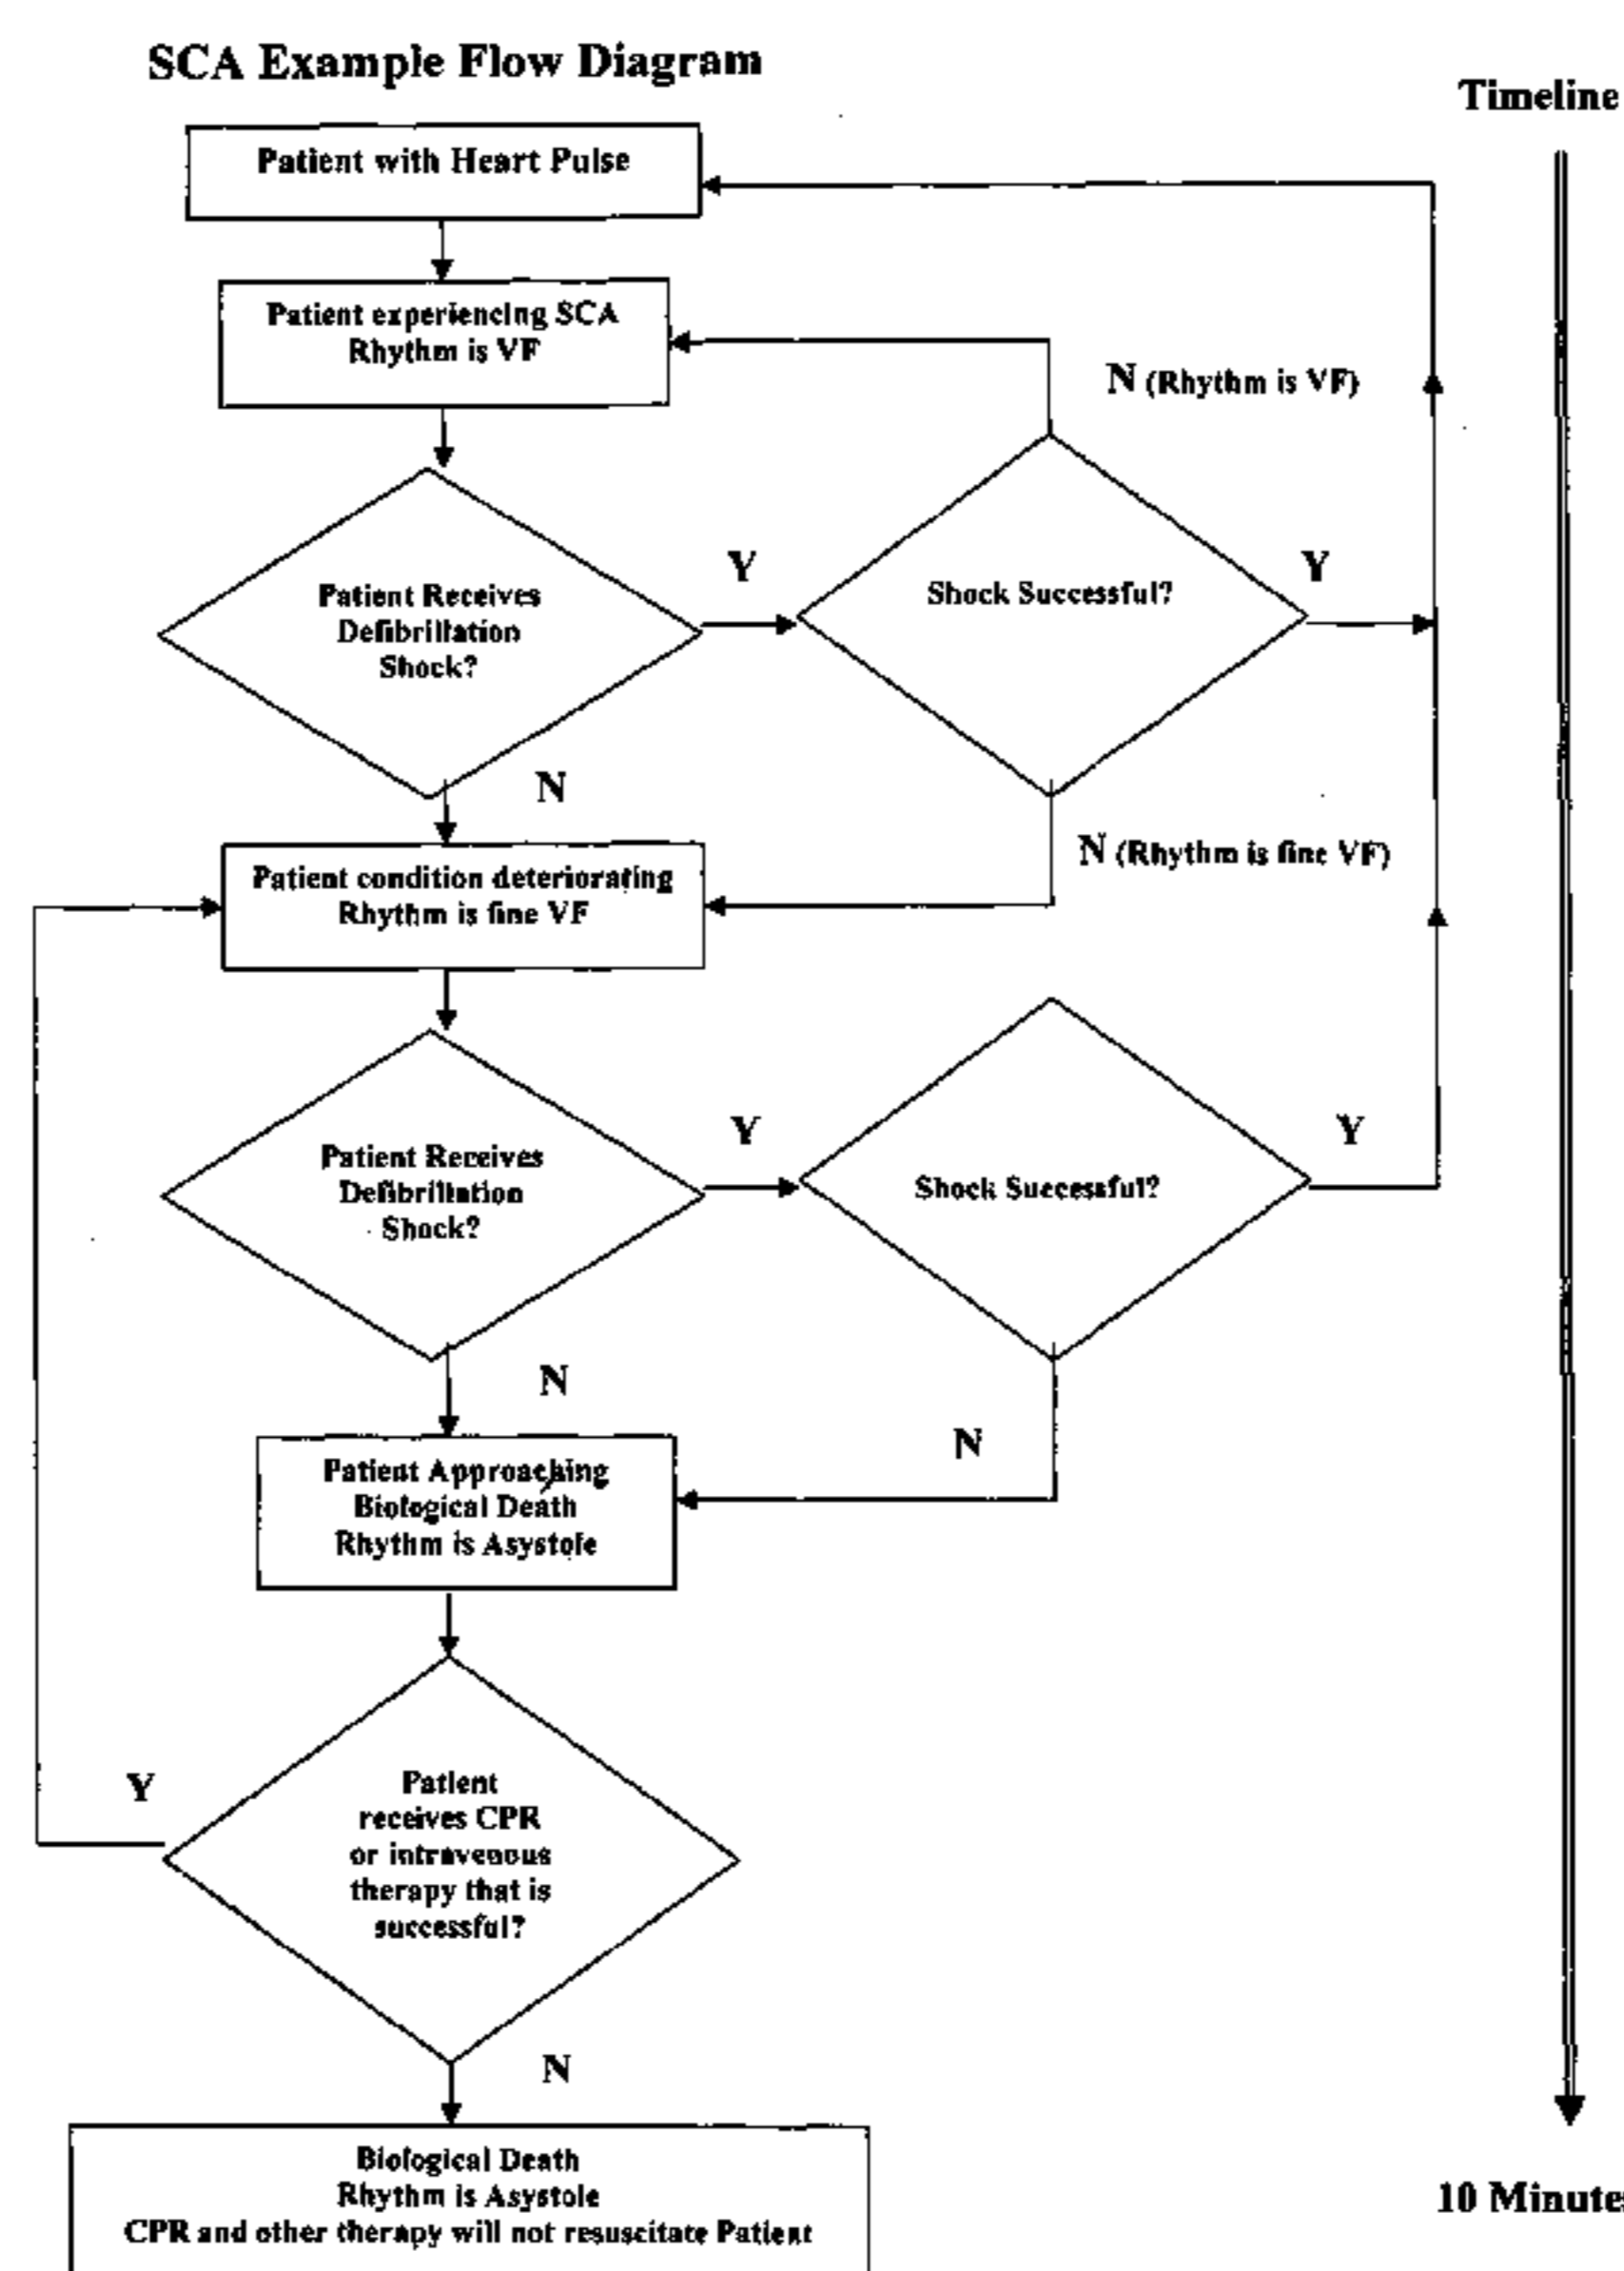 SCA Example Flow Diagram
Timeline
Patient with Heart Pulse
Patient experiencing SCA
Rhythm is VF
N (Rhythm is VF)
Patient Receives
Defibrillation
Shock?
Y
Shock Successful?
Y
N
N (Rhythm is fine VF)
Patient condition deteriorating
Rhythm is fine VF
Patient Receives
Defibrillation
Shock?
Y
Shock Successful?
Y
N
N
Patient Approaching
Biological Death
Rhythm is Asystole
Y
Patient
receives CPR
or intravenous
therapy that is
successful?
N
Biological Death
Rhythm is Asystole
CPR and other therapy will not resuscitate Patient
10 Minutes